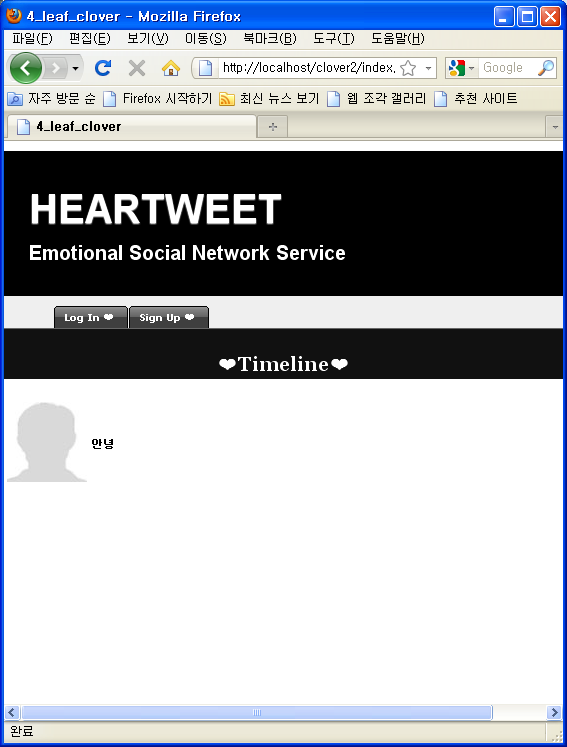 4_leaf_clover - Mozilla Firefox
파일(F) 편집(E) 보기(V) 이동(S) 북마크(B) 도구(T) 도움말(H)
http://localhost/clover2/index. Google
자주 방문 순 Firefox 시작하기 최신 뉴스 보기 웹 조각 갤러리 추천 사이트
4_leaf_clover
HEARTWEET
Emotional Social Network Service
Log In ❤ Sign Up ❤
❤Timeline❤
안녕
완료